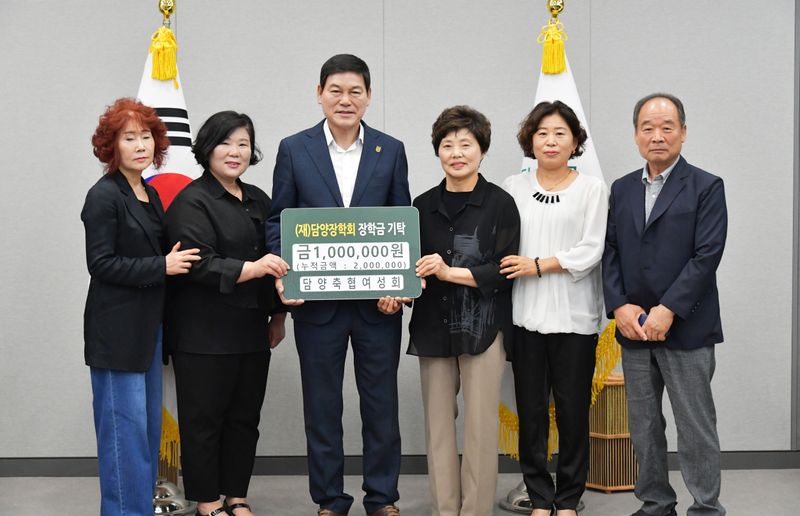 (재)담양장학회 장학금 기탁
금1,000,000원
(누적금액 : 2,000,000)
담양축협여성회